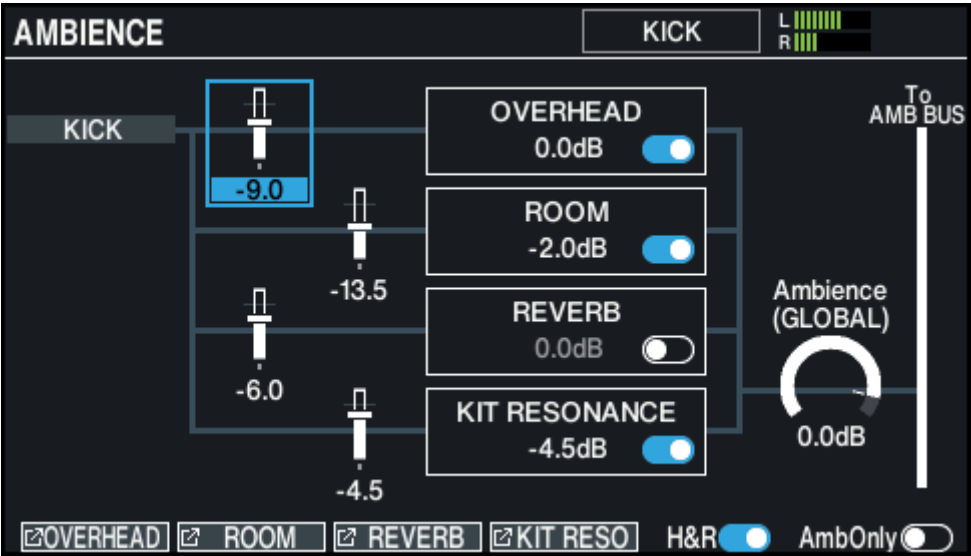 AMBIENCE
KICK
L
R
To
AMB BUS
KICK
-9.0
OVERHEAD
0.0dB
-13.5
ROOM
-2.0dB
-6.0
REVERB
0.0dB
-4.5
KIT RESONANCE
-4.5dB
Ambience
(GLOBAL)
0.0dB
OVERHEAD ROOM REVERB KIT RESO H&R AmbOnly